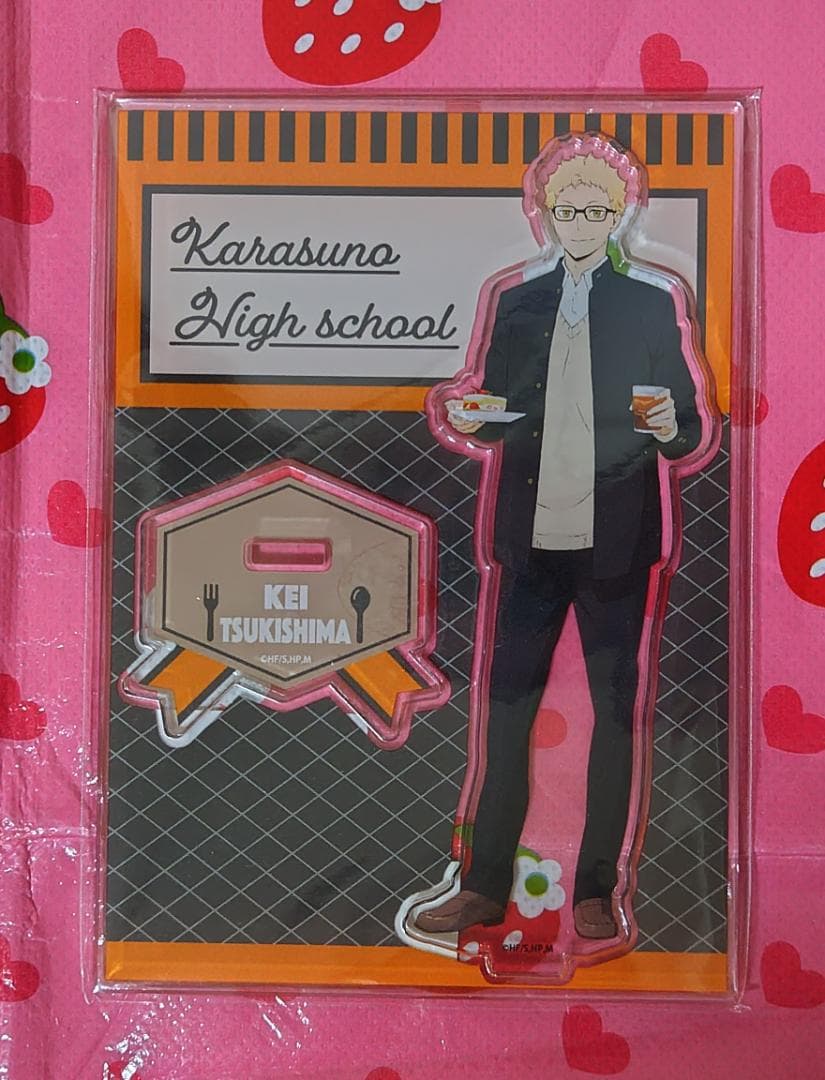 Karasuno
High school
KEI
TSUKISHIMA
©HF/S,HP,M
©HF/S,HP,M